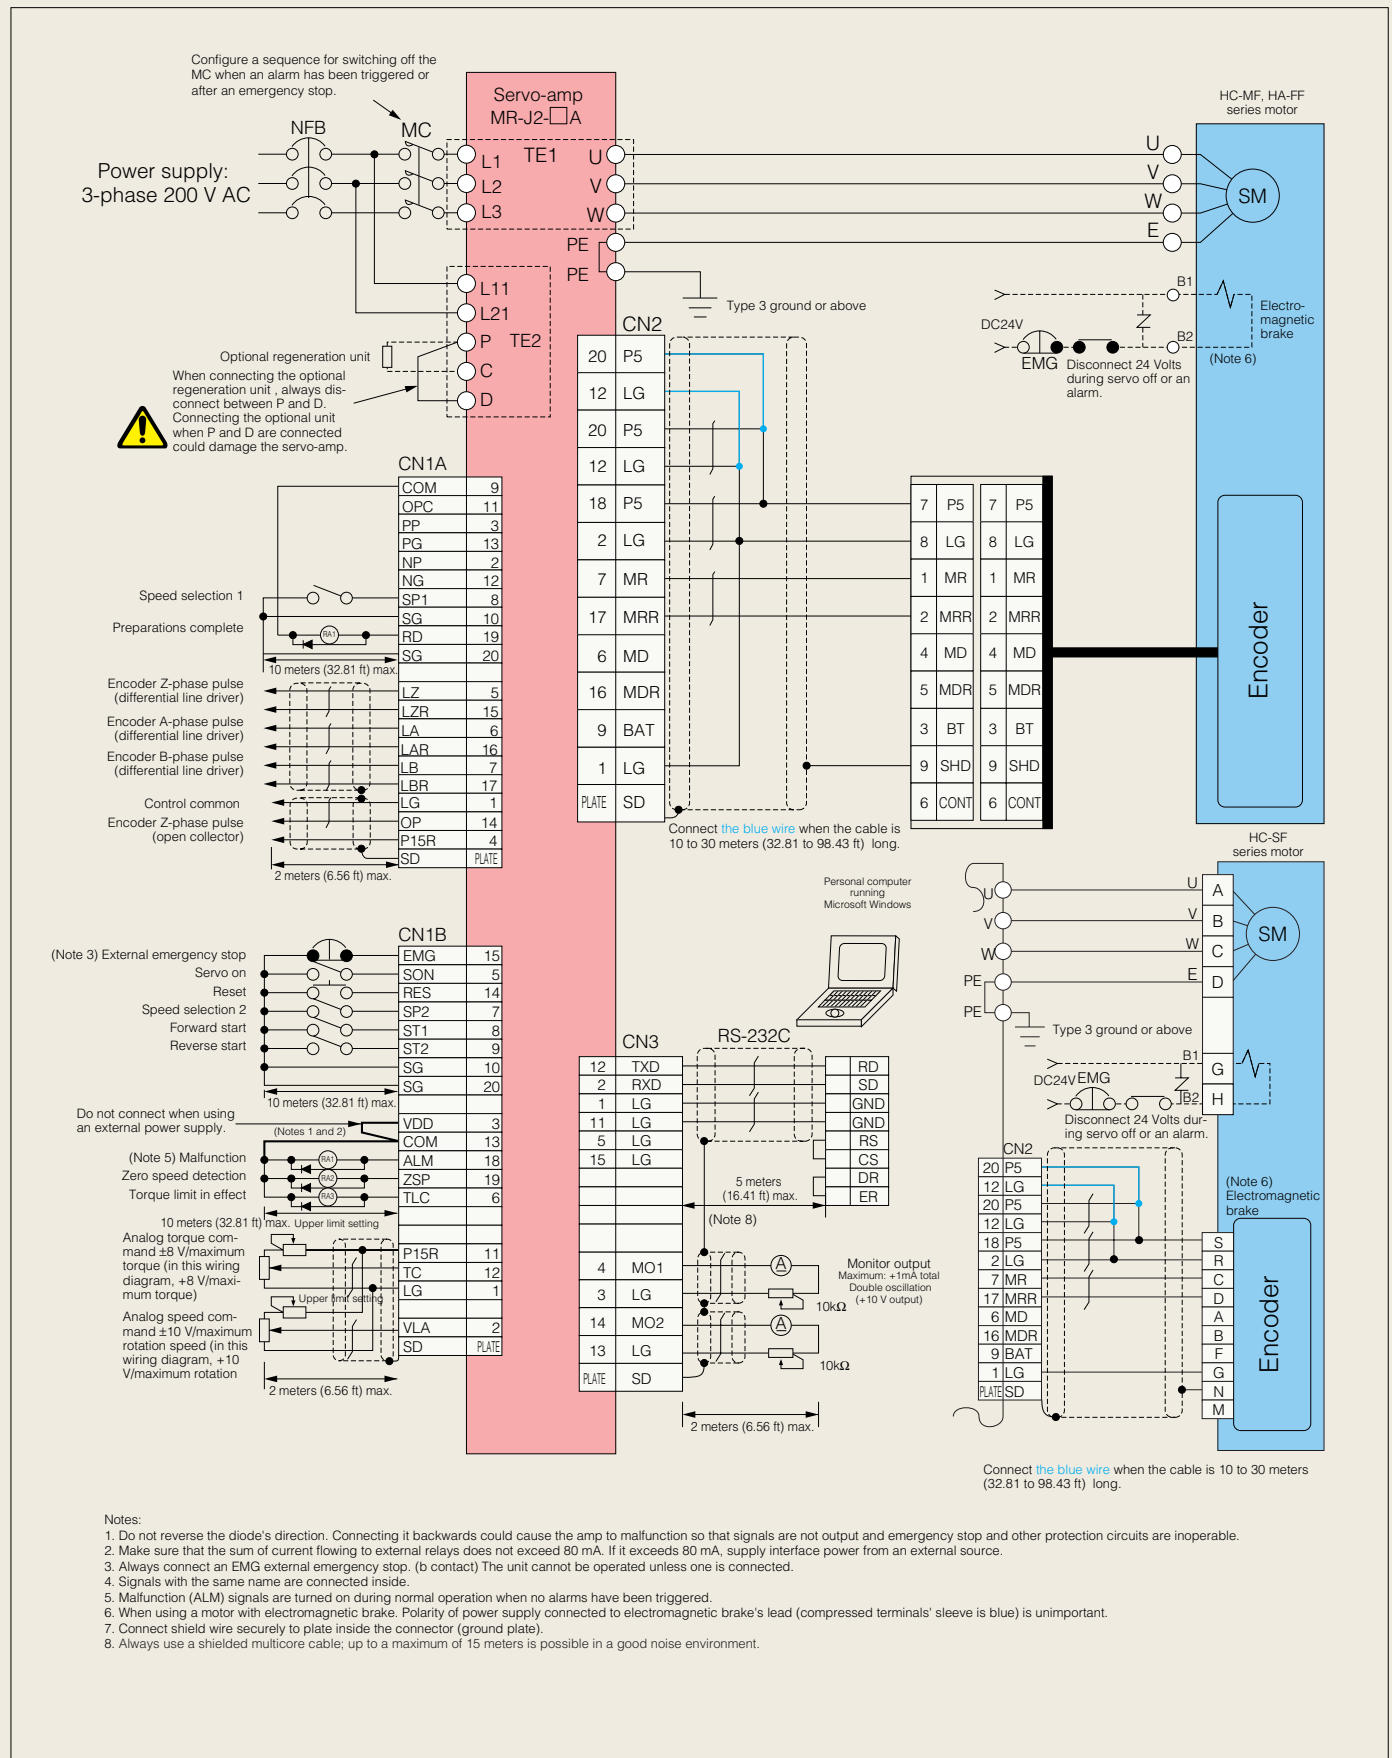 Configure a sequence for switching off the
MC when an alarm has been triggered or
after an emergency stop.
Servo-amp
MR-J2-□A
HC-MF, HA-FF
series motor
NFB
MC
Power supply:
3-phase 200 V AC
L1
TE1
U
L2
V
L3
W
PE
PE
U
V
W
E
SM
L11
L21
P
TE2
C
D
Type 3 ground or above
B1
DC24V
B2
EMG
Disconnect 24 Volts
during servo off or an
alarm.
Electro-
magnetic
brake
(Note 6)
Optional regeneration unit
When connecting the optional
regeneration unit , always dis-
connect between P and D.
Connecting the optional unit
when P and D are connected
could damage the servo-amp.
CN2
20 P5
12 LG
20 P5
12 LG
18 P5
2 LG
7 MR
17 MRR
6 MD
16 MDR
9 BAT
1 LG
PLATE SD
7 P5 7 P5
8 LG 8 LG
1 MR 1 MR
2 MRR 2 MRR
4 MD 4 MD
5 MDR 5 MDR
3 BT 3 BT
9 SHD 9 SHD
6 CONT 6 CONT
Encoder
Connect the blue wire when the cable is
10 to 30 meters (32.81 to 98.43 ft) long.
CN1A
COM 9
OPC 11
PP 3
PG 13
NP 2
NG 12
SP1 8
SG 10
RD 19
SG 20
LZ 5
LZR 15
LA 6
LAR 16
LB 7
LBR 17
LG 1
OP 14
P15R 4
SD PLATE
Speed selection 1
Preparations complete
RA1
10 meters (32.81 ft) max.
Encoder Z-phase pulse
(differential line driver)
Encoder A-phase pulse
(differential line driver)
Encoder B-phase pulse
(differential line driver)
Control common
Encoder Z-phase pulse
(open collector)
2 meters (6.56 ft) max.
CN1B
EMG 15
SON 5
RES 14
SP2 7
ST1 8
ST2 9
SG 10
SG 20
VDD 3
COM 13
ALM 18
ZSP 19
TLC 6
P15R 11
TC 12
LG 1
VLA 2
SD PLATE
(Note 3) External emergency stop
Servo on
Reset
Speed selection 2
Forward start
Reverse start
10 meters (32.81 ft) max.
Do not connect when using
an external power supply.
(Notes 1 and 2)
(Note 5) Malfunction
Zero speed detection
Torque limit in effect
RA1
RA2
RA3
10 meters (32.81 ft) max.
Upper limit setting
Analog torque com-
mand ±8 V/maximum
torque (in this wiring
diagram, +8 V/maxi-
mum torque)
Upper limit setting
Analog speed com-
mand ±10 V/maximum
rotation speed (in this
wiring diagram, +10
V/maximum rotation
2 meters (6.56 ft) max.
Personal computer
running
Microsoft Windows
CN3
RS-232C
12 TXD
2 RXD
1 LG
11 LG
5 LG
15 LG
4 MO1
3 LG
14 MO2
13 LG
PLATE SD
RD
SD
GND
GND
RS
CS
DR
ER
5 meters
(16.41 ft) max.
(Note 8)
A
10kΩ
A
10kΩ
Monitor output
Maximum: +1mA total
Double oscillation
(+10 V output)
2 meters (6.56 ft) max.
HC-SF
series motor
U
V
W
PE
PE
U
V
W
E
A
B
C
D
G
H
SM
Type 3 ground or above
B1
DC24V EMG
B2
Disconnect 24 Volts dur-
ing servo off or an alarm.
CN2
20 P5
12 LG
20 P5
12 LG
18 P5
2 LG
7 MR
17 MRR
6 MD
16 MDR
9 BAT
1 LG
PLATE SD
(Note 6)
Electromagnetic
brake
S
R
C
D
A
B
F
G
N
M
Encoder
Connect the blue wire when the cable is 10 to 30 meters
(32.81 to 98.43 ft) long.
Notes:
1. Do not reverse the diode's direction. Connecting it backwards could cause the amp to malfunction so that signals are not output and emergency stop and other protection circuits are inoperable.
2. Make sure that the sum of current flowing to external relays does not exceed 80 mA. If it exceeds 80 mA, supply interface power from an external source.
3. Always connect an EMG external emergency stop. (b contact) The unit cannot be operated unless one is connected.
4. Signals with the same name are connected inside.
5. Malfunction (ALM) signals are turned on during normal operation when no alarms have been triggered.
6. When using a motor with electromagnetic brake. Polarity of power supply connected to electromagnetic brake's lead (compressed terminals' sleeve is blue) is unimportant.
7. Connect shield wire securely to plate inside the connector (ground plate).
8. Always use a shielded multicore cable; up to a maximum of 15 meters is possible in a good noise environment.